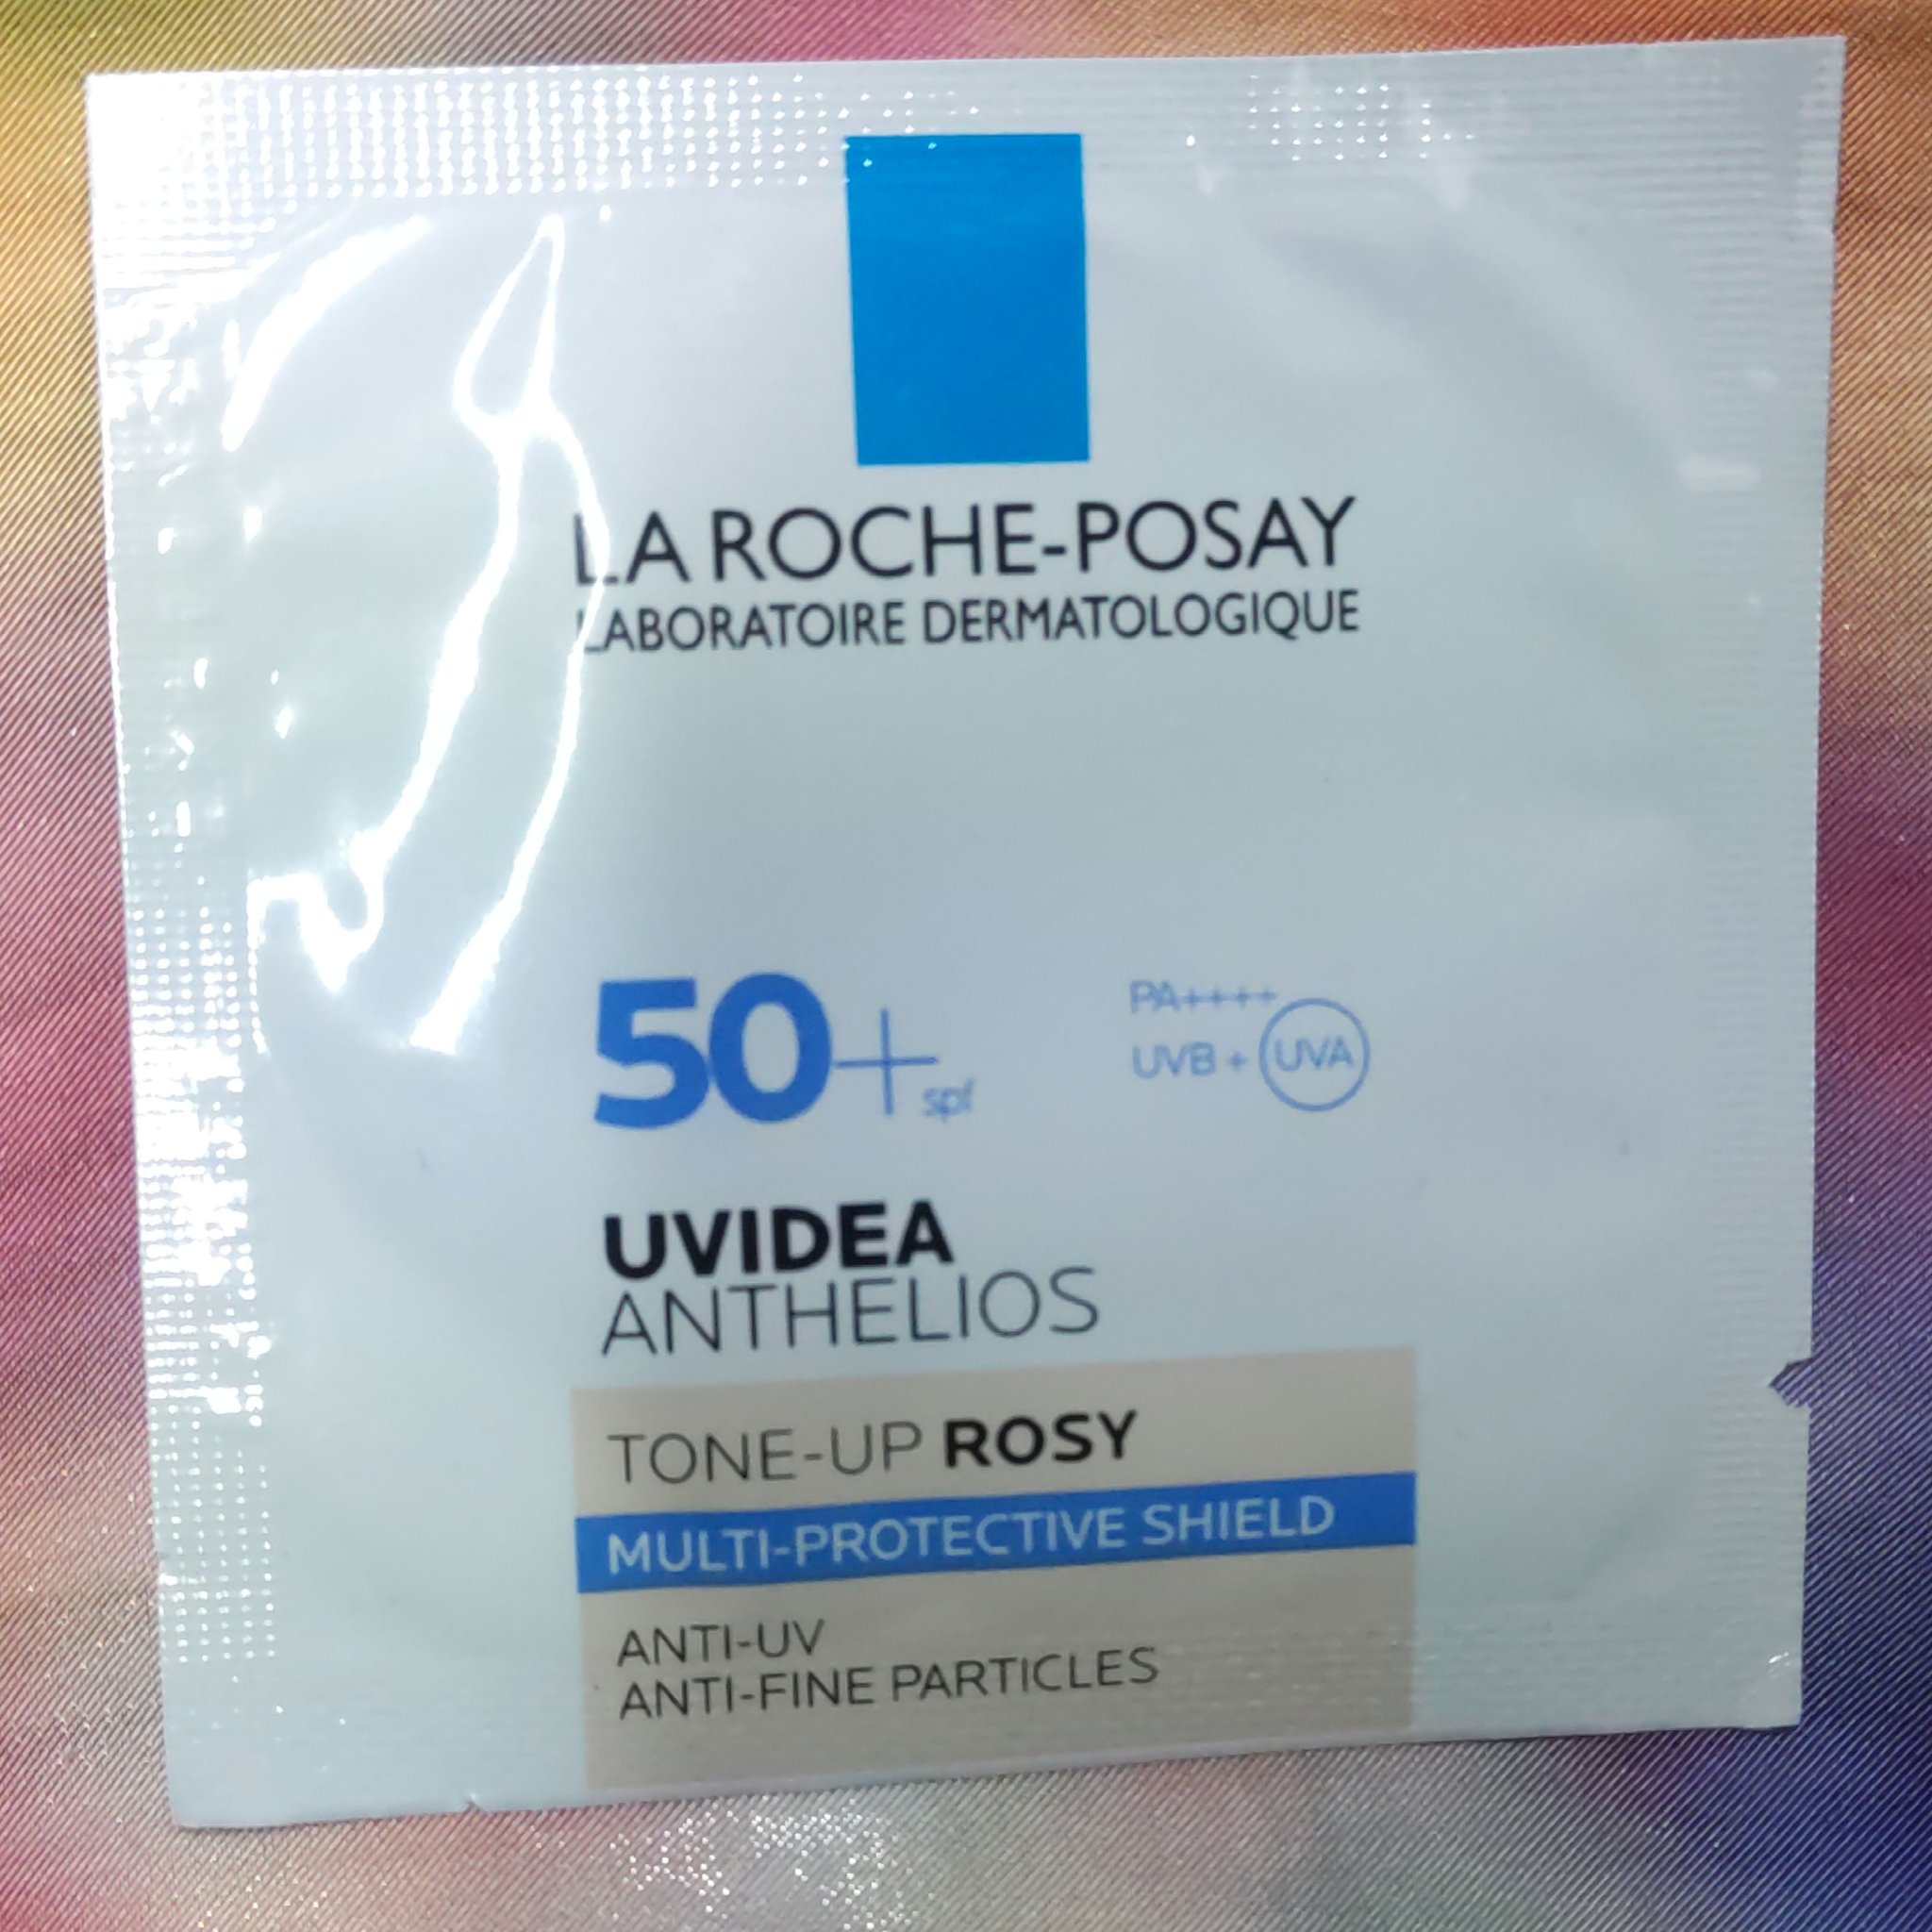 LA ROCHE-POSAY
LABORATOIRE DERMATOLOGIQUE
50+ spf
PA++++
UVB + UVA
UVIDEA
ANTHELIOS
TONE-UP ROSY
MULTI-PROTECTIVE SHIELD
ANTI-UV
ANTI-FINE PARTICLES